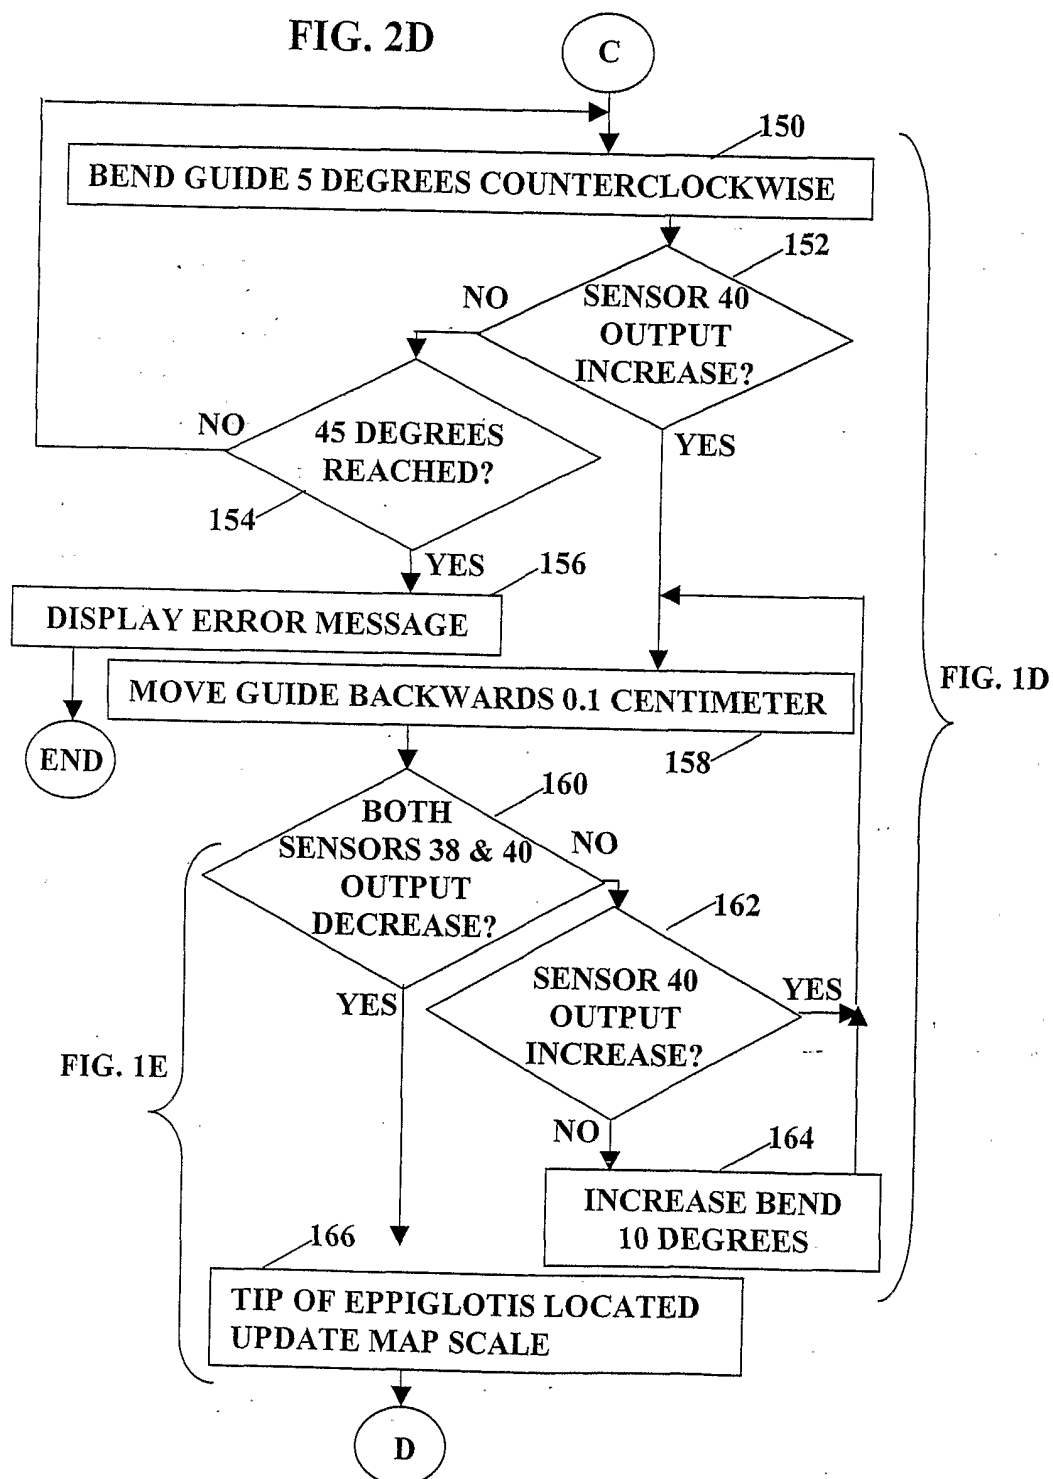 FIG. 2D
C
150
BEND GUIDE 5 DEGREES COUNTERCLOCKWISE
152
NO
SENSOR 40
OUTPUT
INCREASE?
NO
45 DEGREES
REACHED?
YES
154
YES
156
DISPLAY ERROR MESSAGE
FIG. 1D
MOVE GUIDE BACKWARDS 0.1 CENTIMETER
END
158
160
BOTH
SENSORS 38 & 40
OUTPUT
DECREASE?
NO
162
YES
SENSOR 40
OUTPUT
INCREASE?
YES
FIG. 1E
NO
164
INCREASE BEND
10 DEGREES
166
TIP OF EPPIGLOTIS LOCATED
UPDATE MAP SCALE
D